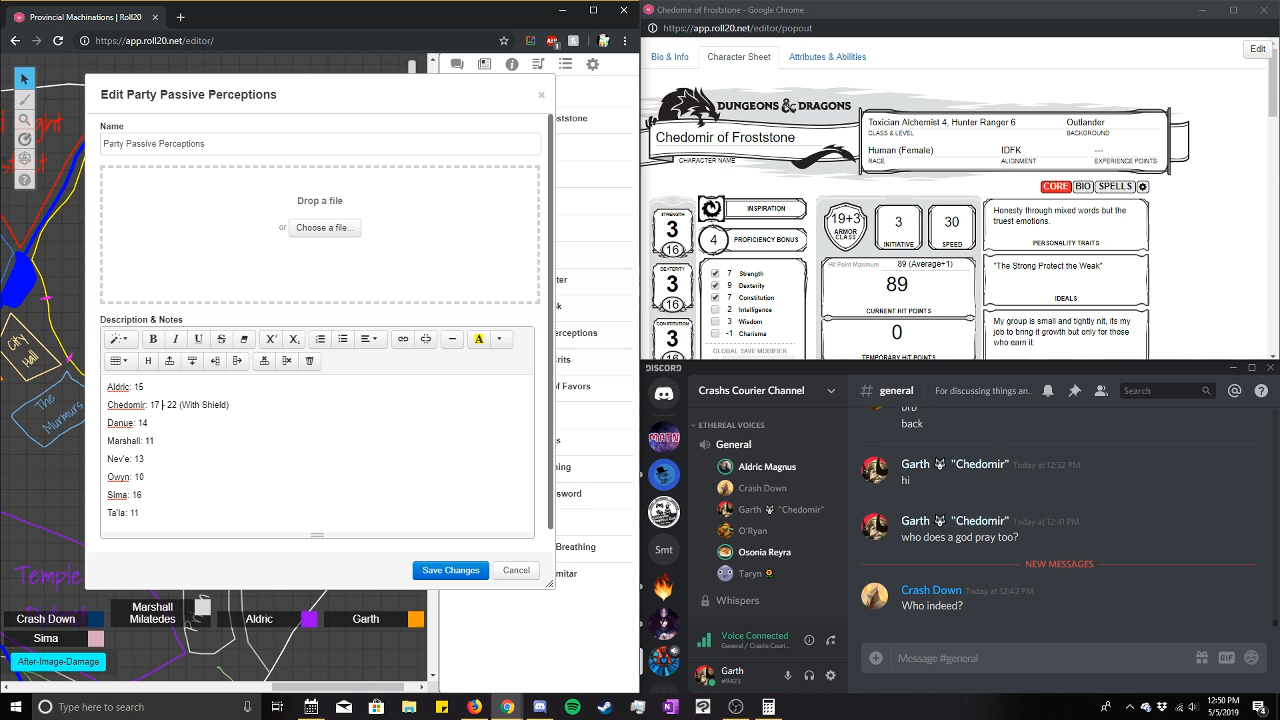 Provincial Machinations | Roll20
https://app.roll20.net/editor/
Edit Party Passive Perceptions
Name
Party Passive Perceptions
Drop a file
or Choose a file...
Description & Notes
Aldric: 15
Chedomir: 17 - 22 (With Shield)
Danue: 14
Marshall: 11
Nev'e: 13
Owyn: 10
Sima: 16
Ta'la: 11
Save Changes
Cancel
The
Murmurs
Temple
Crash Down
Marshall
Milatedes
Aldric
Garth
Sima
After-Image-Damage
Chedomir of Froststone - Google Chrome
https://app.roll20.net/editor/popout
Bio & Info
Character Sheet
Attributes & Abilities
Edit
DUNGEONS & DRAGONS
Chedomir of Froststone
CHARACTER NAME
Toxician Alchemist 4, Hunter Ranger 6
Outlander
CLASS & LEVEL
BACKGROUND
Human (Female)
IDFK
---
RACE
ALIGNMENT
EXPERIENCE POINTS
CORE
BIO
SPELLS
STRENGTH
3
16
DEXTERITY
3
16
CONSTITUTION
3
INSPIRATION
4
PROFICIENCY BONUS
7 Strength
9 Dexterity
7 Constitution
2 Intelligence
3 Wisdom
-1 Charisma
GLOBAL SAVE MODIFIER
19+3
ARMOR
CLASS
3
INITIATIVE
30
SPEED
Hit Point Maximum 89 (Average+1)
89
CURRENT HIT POINTS
0
TEMPORARY HIT POINTS
Honesty through mixed words but the
truest emotions.
PERSONALITY TRAITS
"The Strong Protect the Weak"
IDEALS
My group is small and tightly nit, its my
job to bring it growth but only for those
who earn it.
DISCORD
Crashs Courier Channel
ETHEREAL VOICES
General
Aldric Magnus
Crash Down
Garth "Chedomir"
O'Ryan
Osonia Reyra
Taryn
Whispers
Voice Connected
General / Crashs Couri...
Garth
#9423
Smt
# general
For discussing things an..
Search
bro
back
Garth "Chedomir" Today at 12:32 PM
hi
Garth "Chedomir" Today at 12:41 PM
who does a god pray too?
NEW MESSAGES
Crash Down Today at 12:42 PM
Who indeed?
Message #general
GIF
Type here to search
12:50 PM
5/5/2019